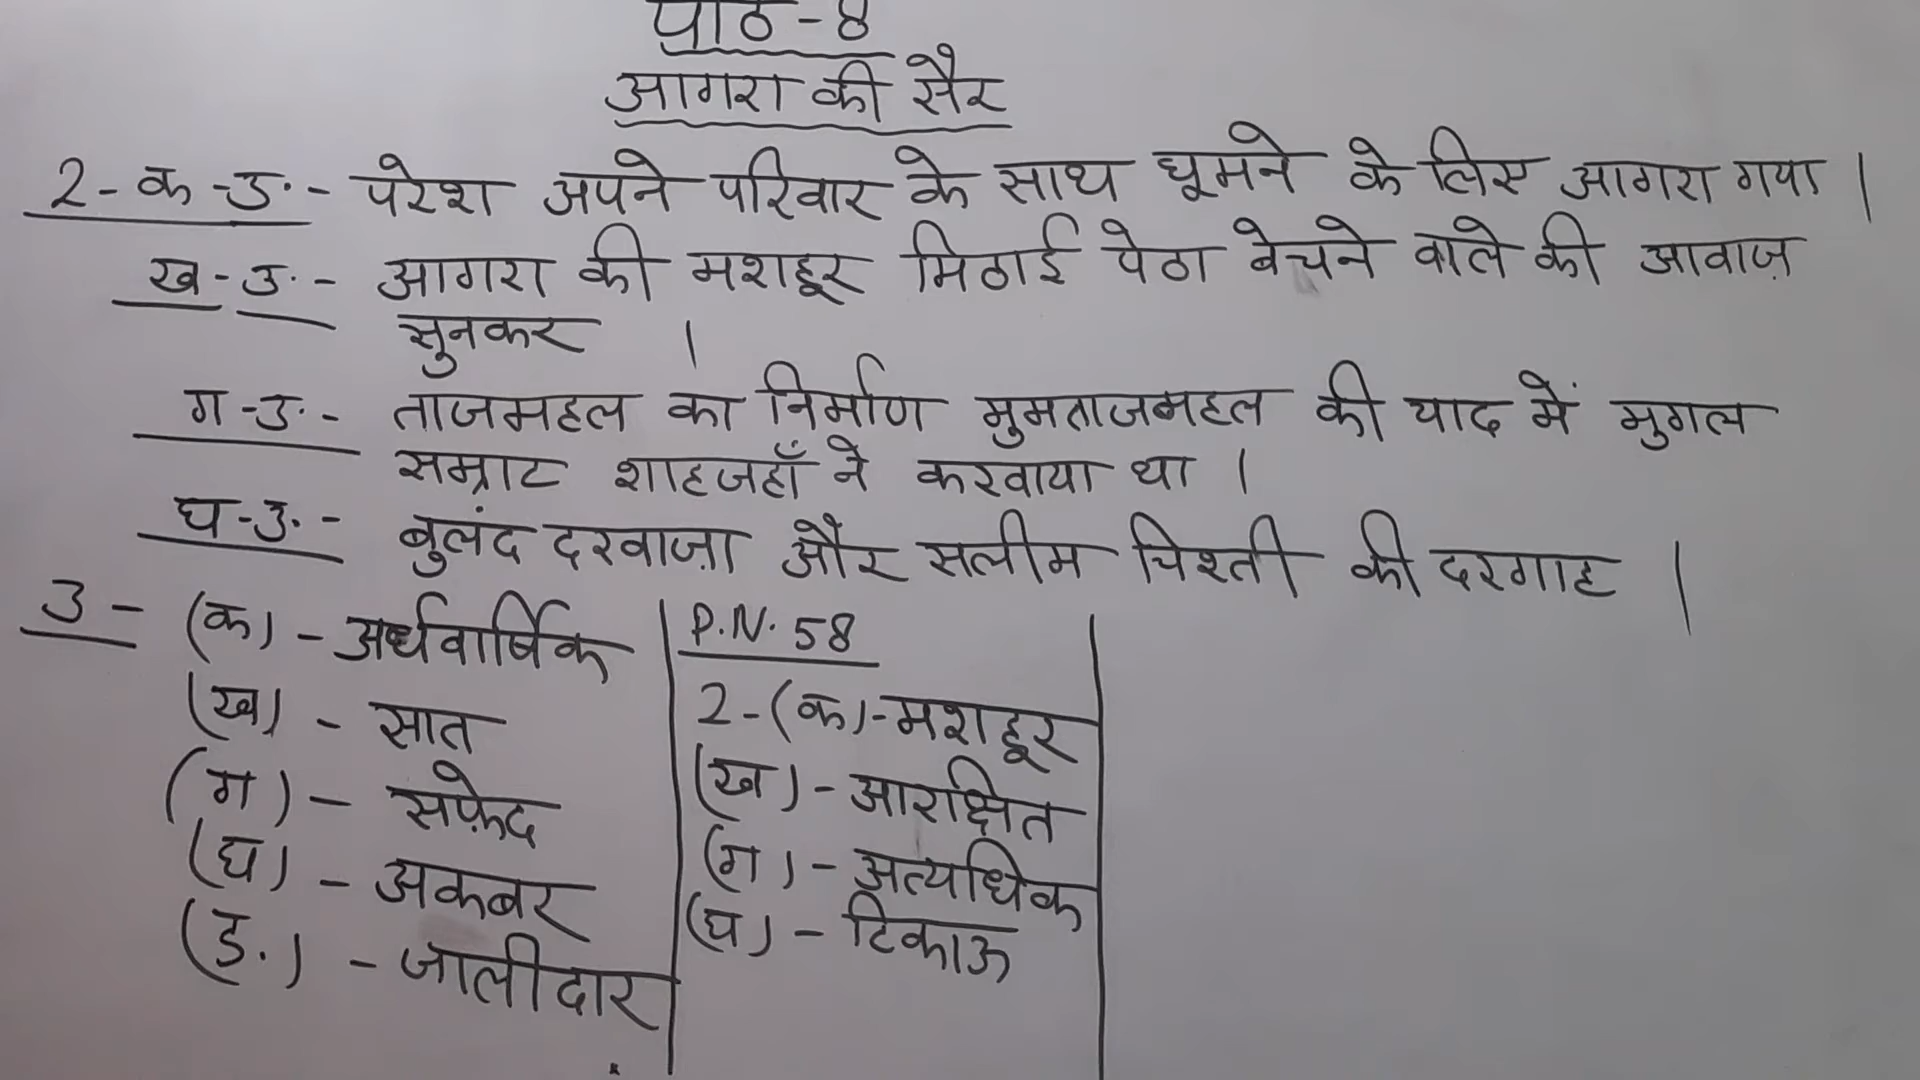 पाठ-8
आगरा की सैर
2-क-उ.- परेश अपने परिवार के साथ घूमने के लिए आगरा गया।
ख-उ.- आगरा की मशहूर मिठाई पेठा बेचने वाले की आवाज़
सुनकर ।
ग-उ.- ताजमहल का निर्माण मुमताजमहल की याद में मुगल
सम्राट शाहजहाँ ने करवाया था ।
घ-उ.- बुलंद दरवाज़ा और सलीम चिश्ती की दरगाह ।
3- (क) - अर्धवार्षिक
(ख) - सात
(ग) - सफ़ेद
(घ) - अकबर
(ड.) - जालीदार
P.N. 58
2-(क)-मशहूर
(ख)-आरक्षित
(ग)-अत्यधिक
(घ)-टिकाऊ